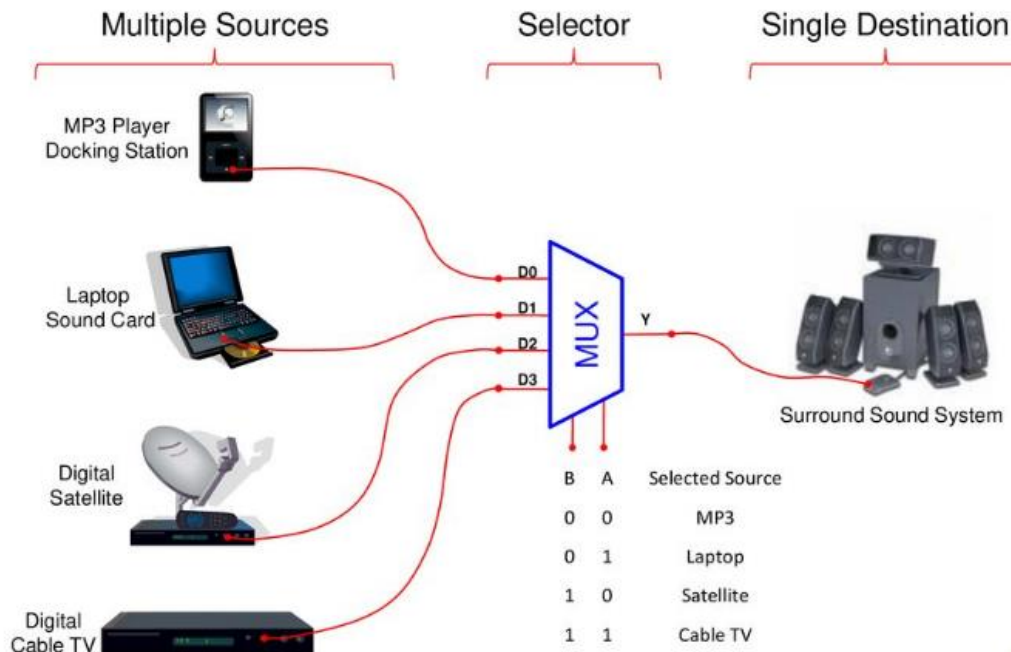 Multiple Sources
Selector
Single Destination
MP3 Player
Docking Station
Laptop
Sound Card
Digital
Satellite
Digital
Cable TV
D0
D1
D2
D3
MUX
Y
Surround Sound System
B A Selected Source
0 0 MP3
0 1 Laptop
1 0 Satellite
1 1 Cable TV